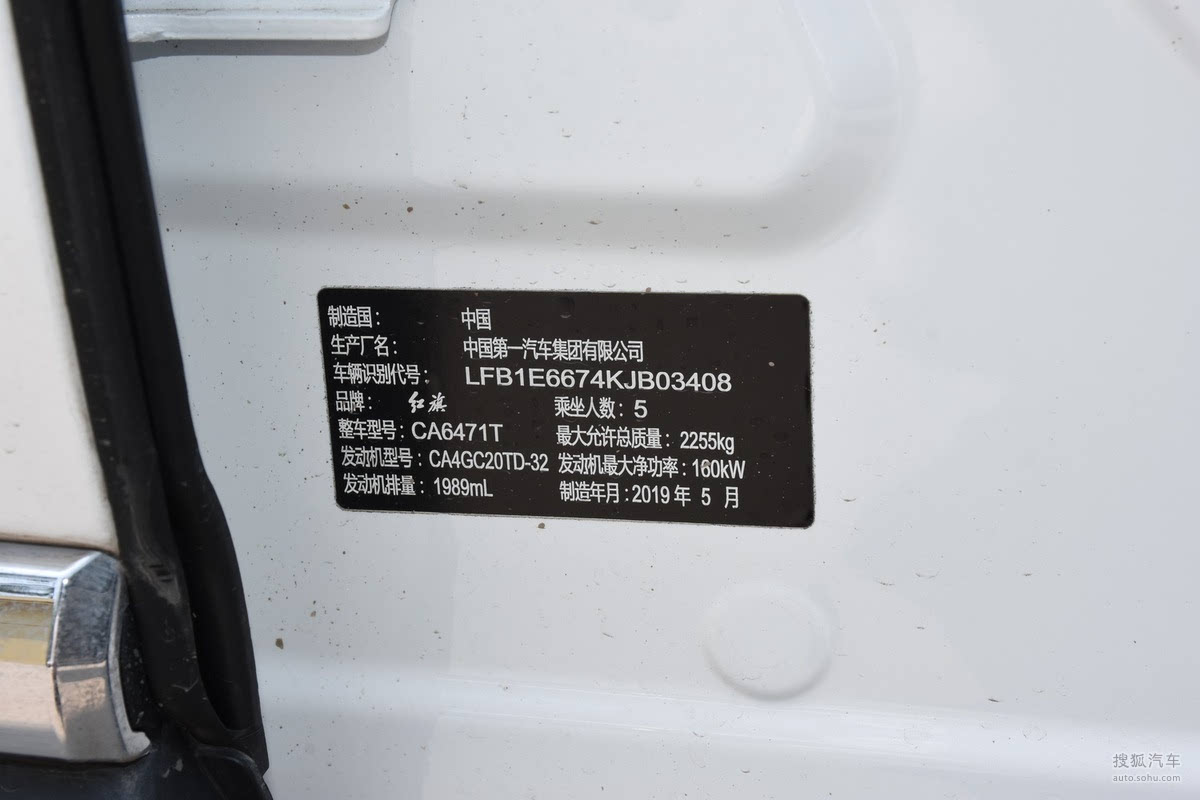 制造国： 中国
生产厂名： 中国第一汽车集团有限公司
车辆识别代号： LFB1E6674KJB03408
品牌： 红旗 乘坐人数：5
整车型号：CA6471T 最大允许总质量：2255kg
发动机型号：CA4GC20TD-32 发动机最大净功率：160kW
发动机排量：1989mL 制造年月：2019 年 5 月
搜狐汽车
auto.sohu.com